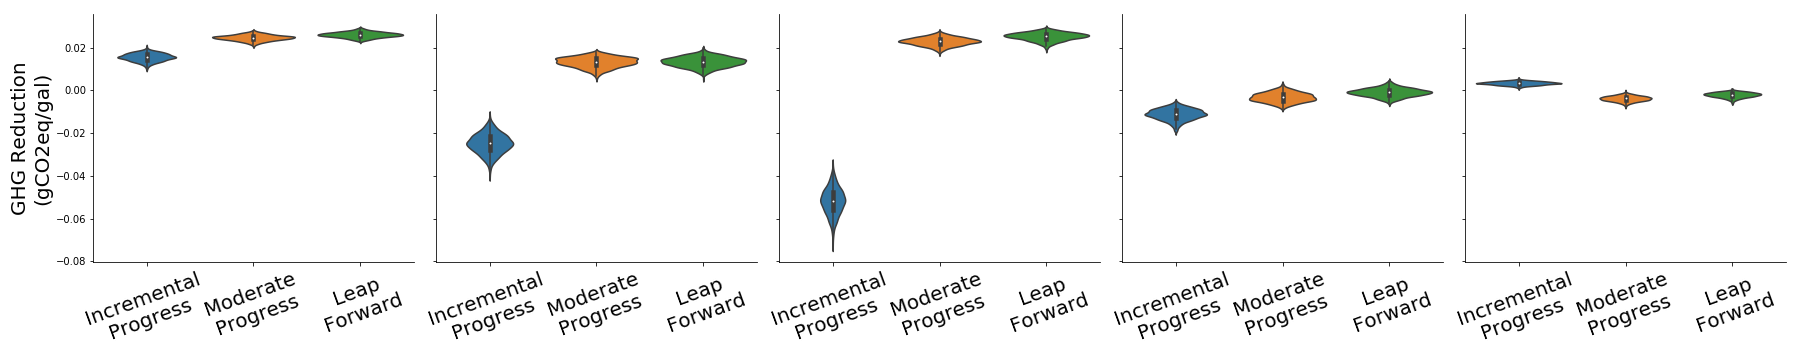 GHG Reduction
(gCO2eq/gal)
0.02
0.00
−0.02
−0.04
−0.06
−0.08
Incremental
Progress
Moderate
Progress
Leap
Forward
Incremental
Progress
Moderate
Progress
Leap
Forward
Incremental
Progress
Moderate
Progress
Leap
Forward
Incremental
Progress
Moderate
Progress
Leap
Forward
Incremental
Progress
Moderate
Progress
Leap
Forward